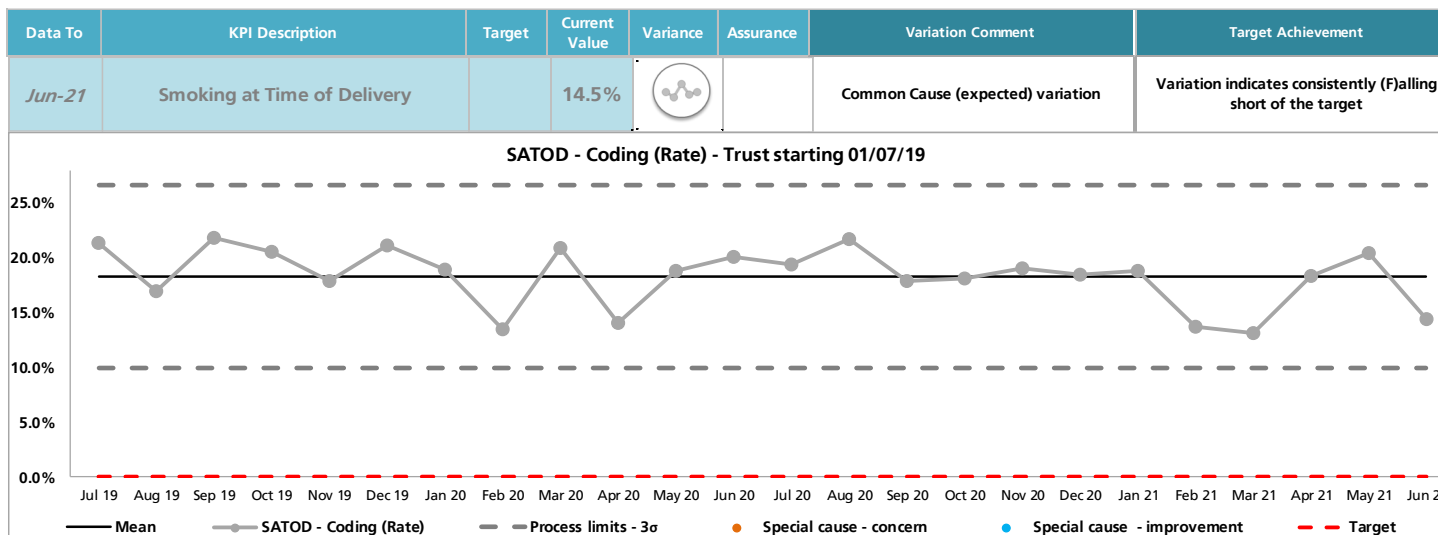 Data To KPI Description Target Current Value Variance Assurance Variation Comment Target Achievement
Jun-21 Smoking at Time of Delivery 14.5% Common Cause (expected) variation Variation indicates consistently (F)alling
short of the target
SATOD - Coding (Rate) - Trust starting 01/07/19
25.0%
20.0%
15.0%
10.0%
5.0%
0.0%
Jul 19 Aug 19 Sep 19 Oct 19 Nov 19 Dec 19 Jan 20 Feb 20 Mar 20 Apr 20 May 20 Jun 20 Jul 20 Aug 20 Sep 20 Oct 20 Nov 20 Dec 20 Jan 21 Feb 21 Mar 21 Apr 21 May 21 Jun 2
Mean SATOD - Coding (Rate) Process limits - 3σ Special cause - concern Special cause - improvement Target